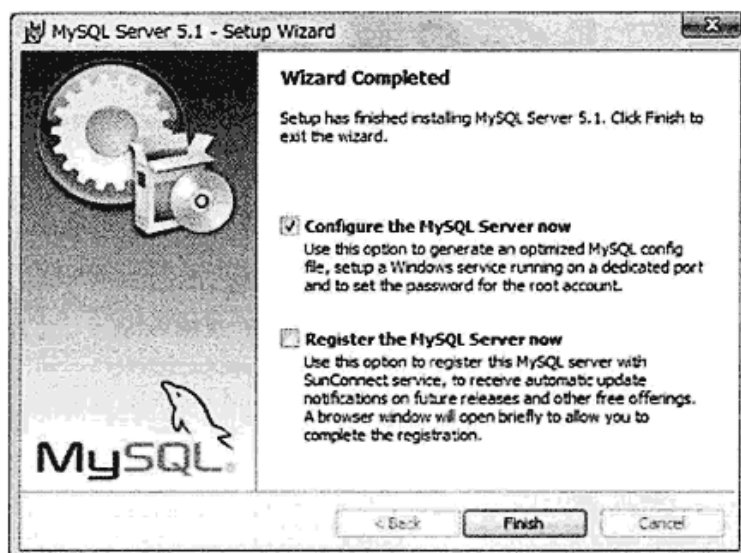 MySQL Server 5.1 - Setup Wizard
Wizard Completed
Setup has finished installing MySQL Server 5.1. Click Finish to
exit the wizard.
Configure the MySQL Server now
Use this option to generate an optimized MySQL config
file, setup a Windows service running on a dedicated port
and to set the password for the root account.
Register the MySQL Server now
Use this option to register this MySQL server with
SunConnect service, to receive automatic update
notifications on future releases and other free offerings.
A browser window will open briefly to allow you to
complete the registration.
MySQL
< Back
Finish
Cancel